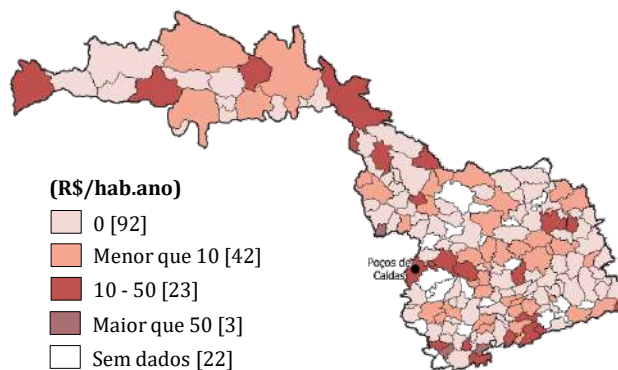 (R$/hab.ano)
0 [92]
Menor que 10 [42]
10 - 50 [23]
Maior que 50 [3]
Sem dados [22]
Poços de
Caldas